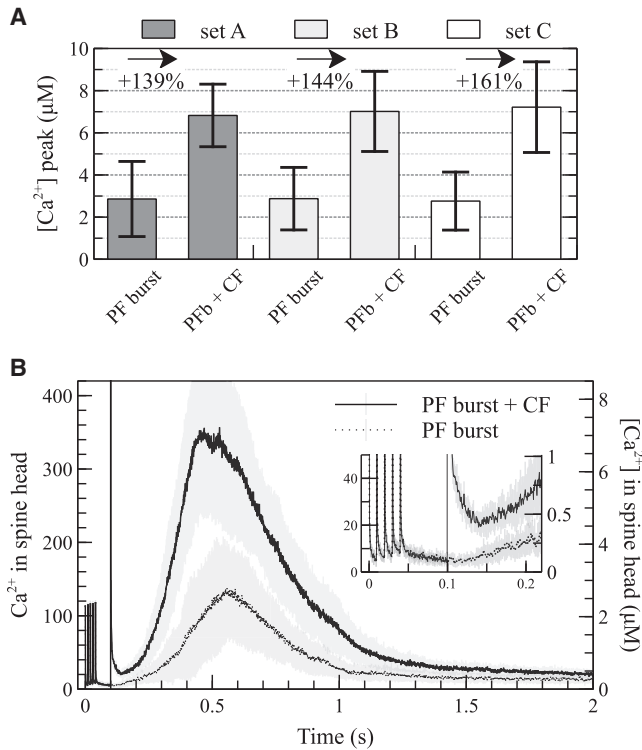 A
set A set B set C
+139% +144% +161%
[Ca2+] peak (μM)
10
8
6
4
2
0
PF burst PFb + CF PF burst PFb + CF PF burst PFb + CF
B
Ca2+ in spine head
400
300
200
100
0
PF burst + CF
PF burst
40
20
0
1
0.5
0
0 0.1 0.2
8
6
4
2
0
[Ca2+] in spine head (μM)
0 0.5 1 1.5 2
Time (s)